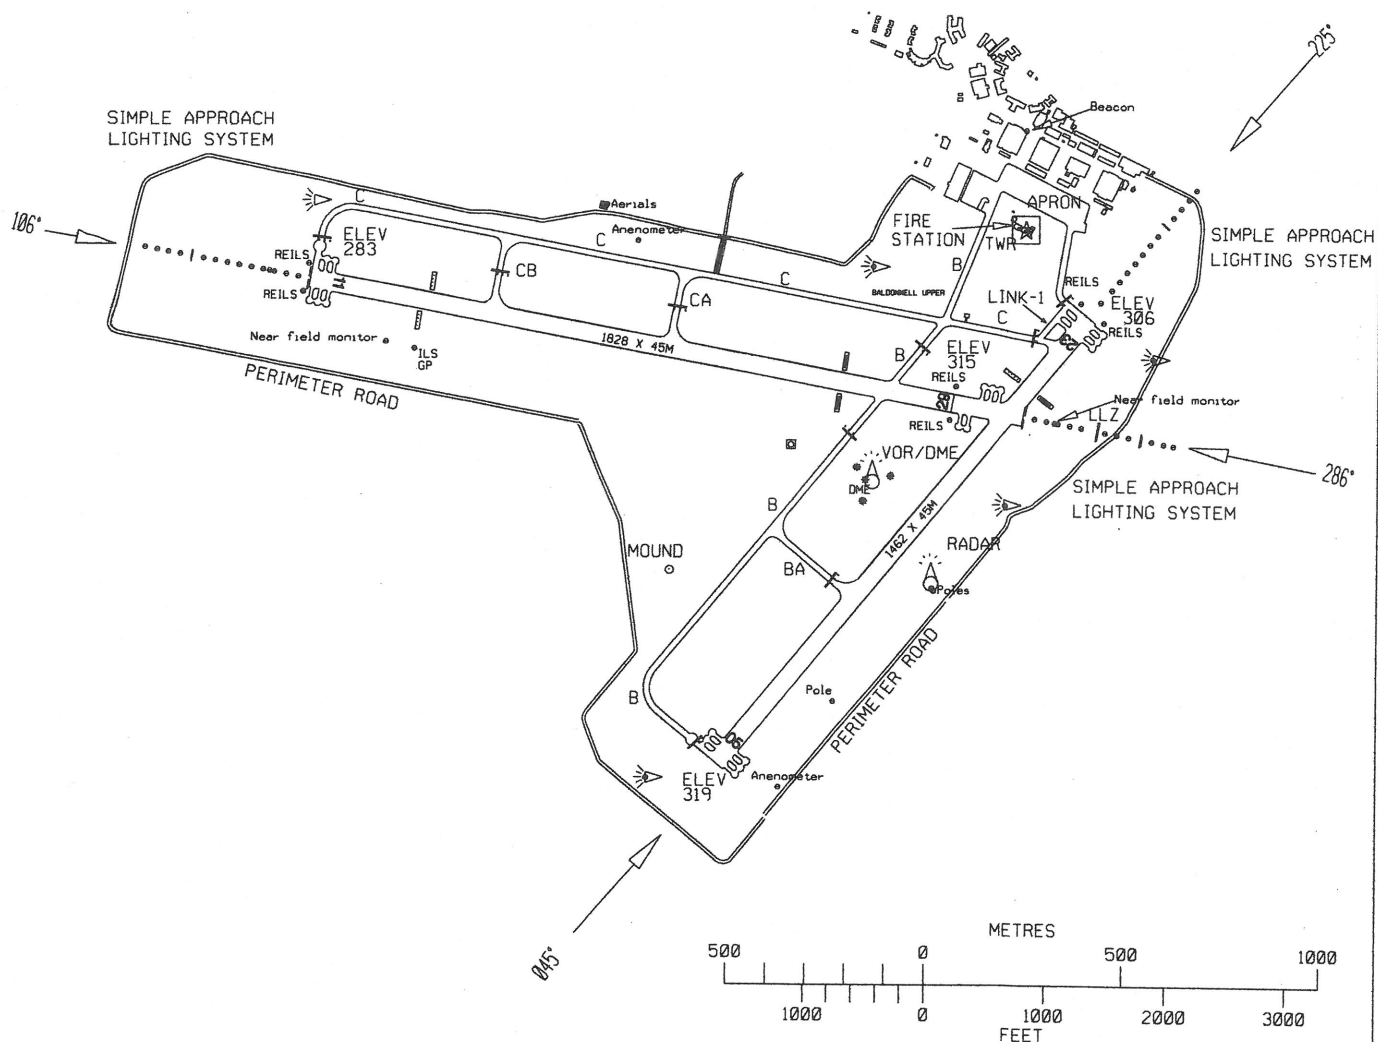 225°
Beacon
SIMPLE APPROACH
LIGHTING SYSTEM
106°
C
Aerials
Anenometer
ELEV
283
REILS
REILS
11
C
CB
CA
C
APRON
FIRE
STATION
TWR
B
BALDONNELL UPPER
LINK-1
C
REILS
ELEV
306
REILS
23
SIMPLE APPROACH
LIGHTING SYSTEM
Near field monitor
ILS
GP
1828 X 45M
PERIMETER ROAD
B
ELEV
315
REILS
29
REILS
Near field monitor
LLZ
286°
SIMPLE APPROACH
LIGHTING SYSTEM
VOR/DME
DME
B
1462 X 45M
MOUND
BA
RADAR
Poles
PERIMETER ROAD
Pole
B
05
ELEV
319
Anenometer
045°
METRES
500 0 500 1000
1000 0 1000 2000 3000
FEET